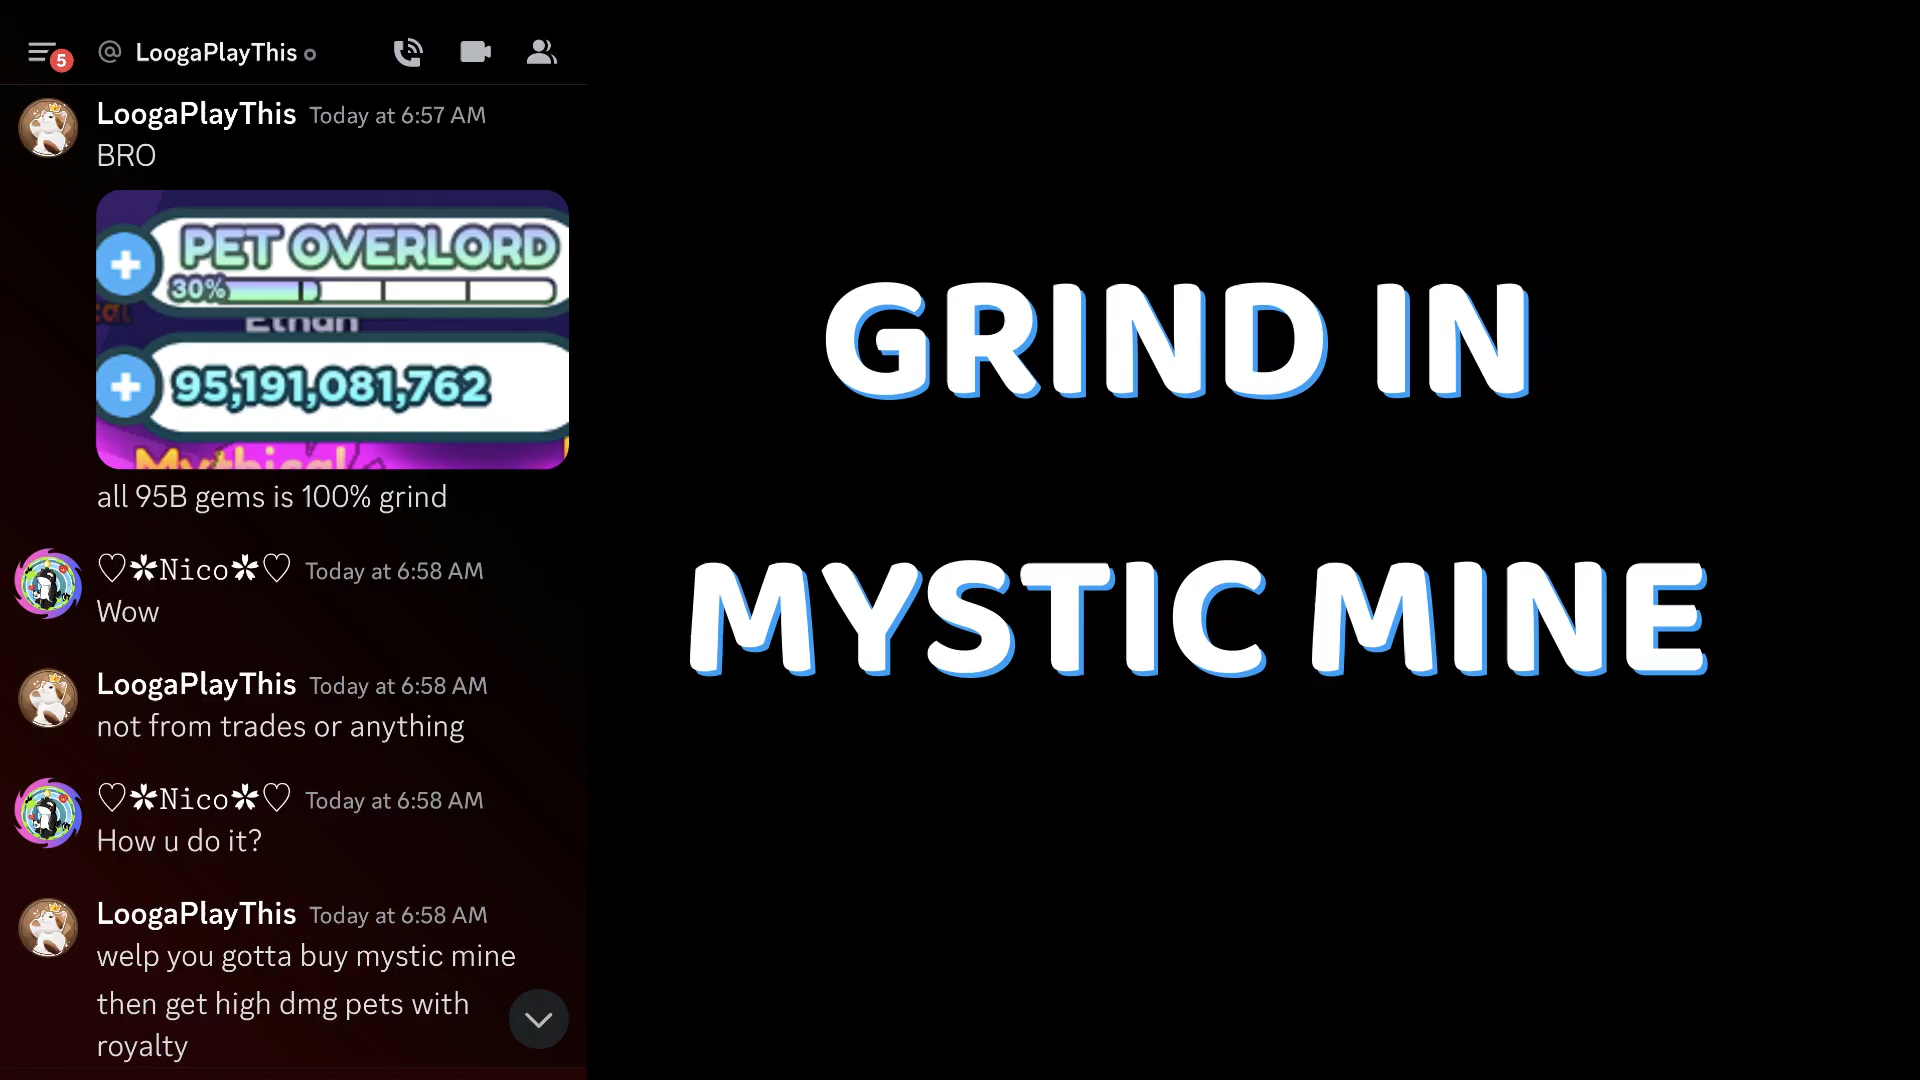 5
@ LoogaPlayThis
LoogaPlayThis Today at 6:57 AM
BRO
PET OVERLORD
30%
Ethan
95,191,081,762
Mythical
all 95B gems is 100% grind
♡✲Nico✲♡ Today at 6:58 AM
Wow
LoogaPlayThis Today at 6:58 AM
not from trades or anything
♡✲Nico✲♡ Today at 6:58 AM
How u do it?
LoogaPlayThis Today at 6:58 AM
welp you gotta buy mystic mine
then get high dmg pets with
royalty
GRIND IN
MYSTIC MINE